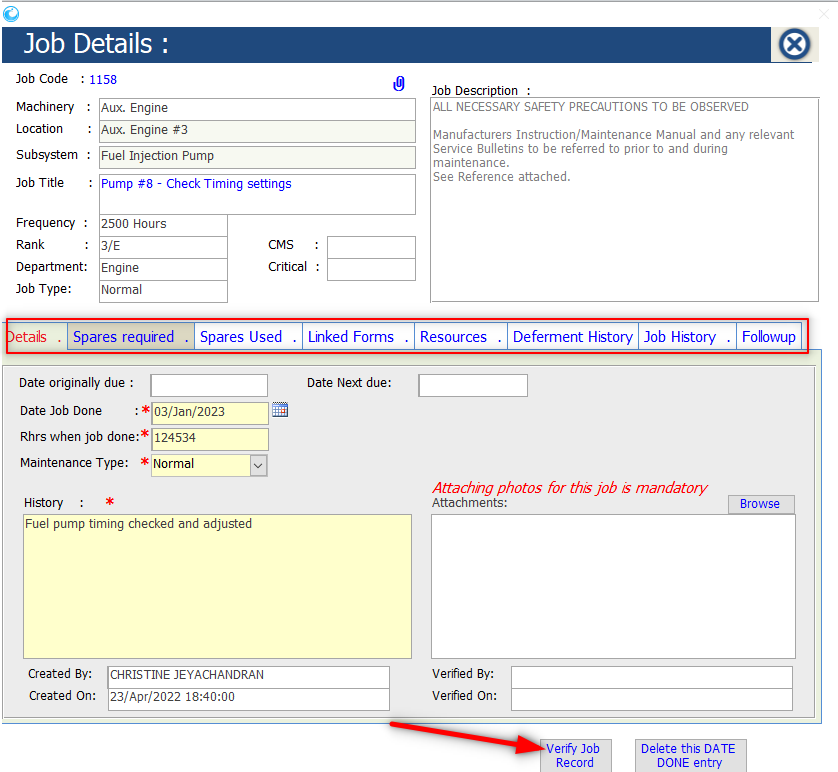 Job Details :
Job Code : 1158
Machinery : Aux. Engine
Location : Aux. Engine #3
Subsystem : Fuel Injection Pump
Job Title : Pump #8 - Check Timing settings
Frequency : 2500 Hours
Rank : 3/E
Department: Engine
Job Type: Normal
CMS :
Critical :
Job Description :
ALL NECESSARY SAFETY PRECAUTIONS TO BE OBSERVED
Manufacturers Instruction/Maintenance Manual and any relevant
Service Bulletins to be referred to prior to and during
maintenance.
See Reference attached.
Details . Spares required . Spares Used . Linked Forms . Resources . Deferment History Job History . Followup
Date originally due : Date Next due:
Date Job Done :* 03/Jan/2023
Rhrs when job done:* 124534
Maintenance Type: * Normal
History : *
Fuel pump timing checked and adjusted
Attaching photos for this job is mandatory
Attachments: Browse
Created By: CHRISTINE JEYACHANDRAN
Created On: 23/Apr/2022 18:40:00
Verified By:
Verified On:
Verify Job
Record
Delete this DATE
DONE entry